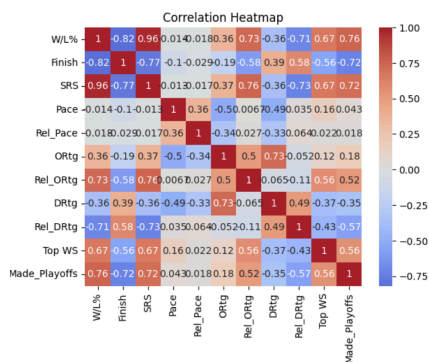 Correlation Heatmap
W/L% 1 -0.82 0.96 -0.014 -0.018 0.36 0.73 -0.36 -0.71 0.67 0.76
Finish -0.82 1 -0.77 -0.1 -0.029 -0.19 -0.58 0.39 0.58 -0.56 -0.72
SRS 0.96 -0.77 1 -0.013 -0.017 0.37 0.76 -0.36 -0.73 0.67 0.72
Pace -0.014 -0.1 -0.013 1 0.36 -0.5 0.0067 -0.49 0.035 0.16 0.043
Rel_Pace -0.018 -0.029 -0.017 0.36 1 -0.34 0.027 -0.33 0.064 0.022 0.018
ORtg 0.36 -0.19 0.37 -0.5 -0.34 1 0.5 0.73 -0.052 0.12 0.18
Rel_ORtg 0.73 -0.58 0.76 0.0067 0.027 0.5 1 -0.065 -0.11 0.56 0.52
DRtg -0.36 0.39 -0.36 -0.49 -0.33 0.73 -0.065 1 0.49 -0.37 -0.35
Rel_DRtg -0.71 0.58 -0.73 0.035 0.064 -0.052 -0.11 0.49 1 -0.43 -0.57
Top WS 0.67 -0.56 0.67 0.16 0.022 0.12 0.56 -0.37 -0.43 1 0.56
Made_Playoffs 0.76 -0.72 0.72 0.043 0.018 0.18 0.52 -0.35 -0.57 0.56 1
W/L% Finish SRS Pace Rel_Pace ORtg Rel_ORtg DRtg Rel_DRtg Top WS Made_Playoffs
1.00
0.75
0.50
0.25
0.00
-0.25
-0.50
-0.75